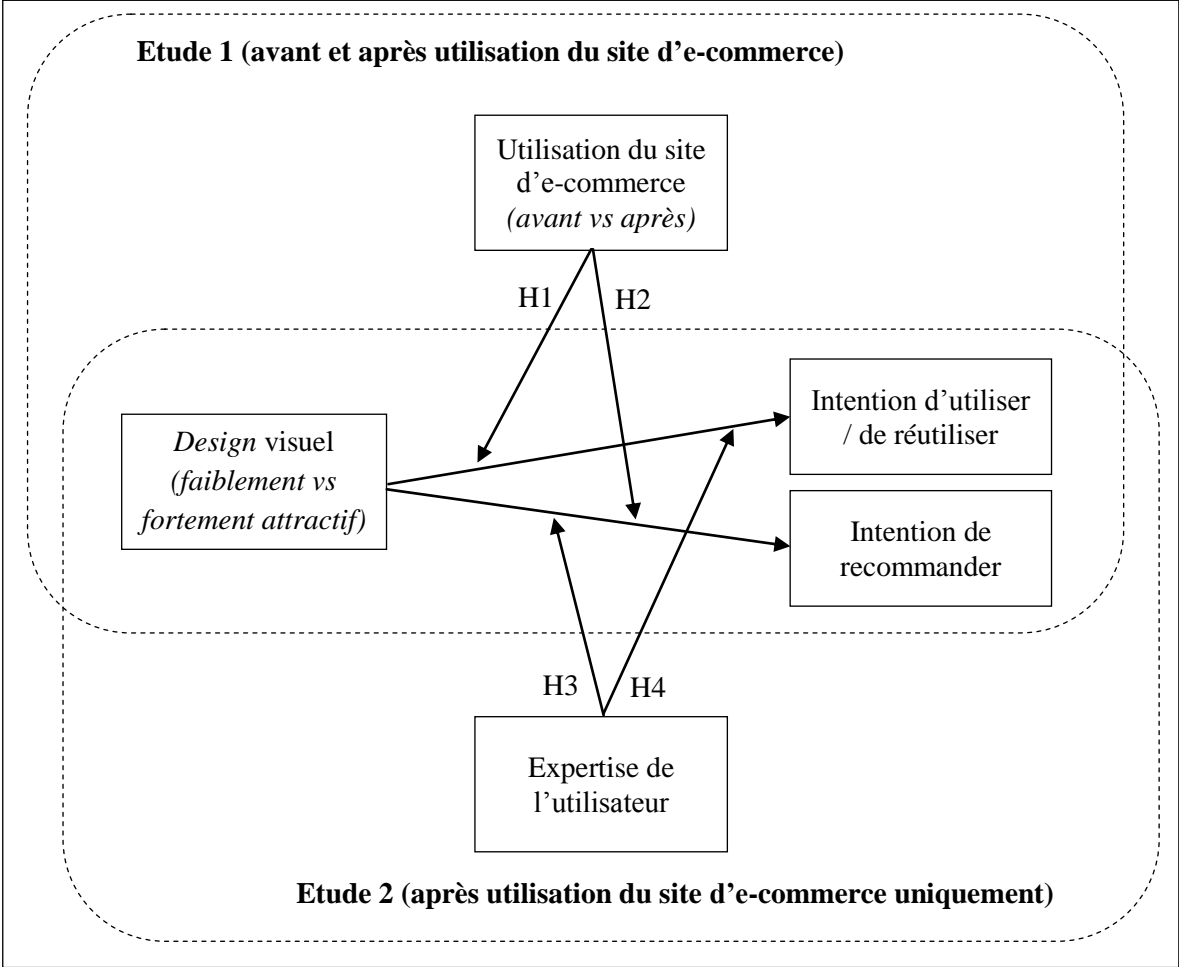 Etude 1 (avant et après utilisation du site d’e-commerce)
Utilisation du site
d’e-commerce
(avant vs après)
H1
H2
Design visuel
(faiblement vs
fortement attractif)
Intention d’utiliser
/ de réutiliser
Intention de
recommander
H3
H4
Expertise de
l’utilisateur
Etude 2 (après utilisation du site d’e-commerce uniquement)